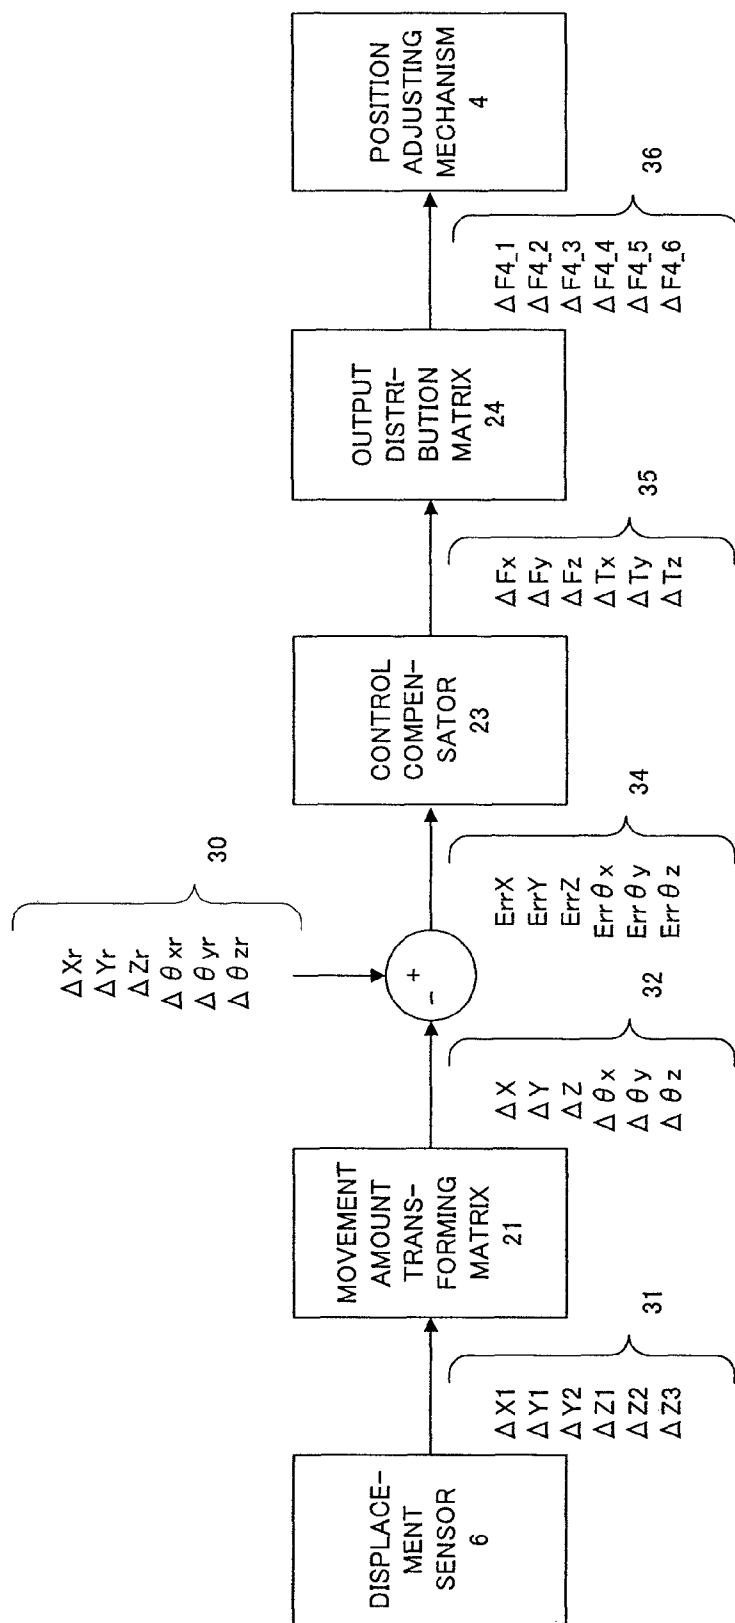 DISPLACE-
MENT
SENSOR
6
ΔX1
ΔY1
ΔY2
ΔZ1
ΔZ2
ΔZ3
31
MOVEMENT
AMOUNT
TRANS-
FORMING
MATRIX
21
ΔX
ΔY
ΔZ
Δθx
Δθy
Δθz
32
ΔXr
ΔYr
ΔZr
Δθxr
Δθyr
Δθzr
30
+
-
ErrX
ErrY
ErrZ
Errθx
Errθy
Errθz
34
CONTROL
COMPEN-
SATOR
23
ΔFx
ΔFy
ΔFz
ΔTx
ΔTy
ΔTz
35
OUTPUT
DISTRI-
BUTION
MATRIX
24
ΔF4_1
ΔF4_2
ΔF4_3
ΔF4_4
ΔF4_5
ΔF4_6
36
POSITION
ADJUSTING
MECHANISM
4